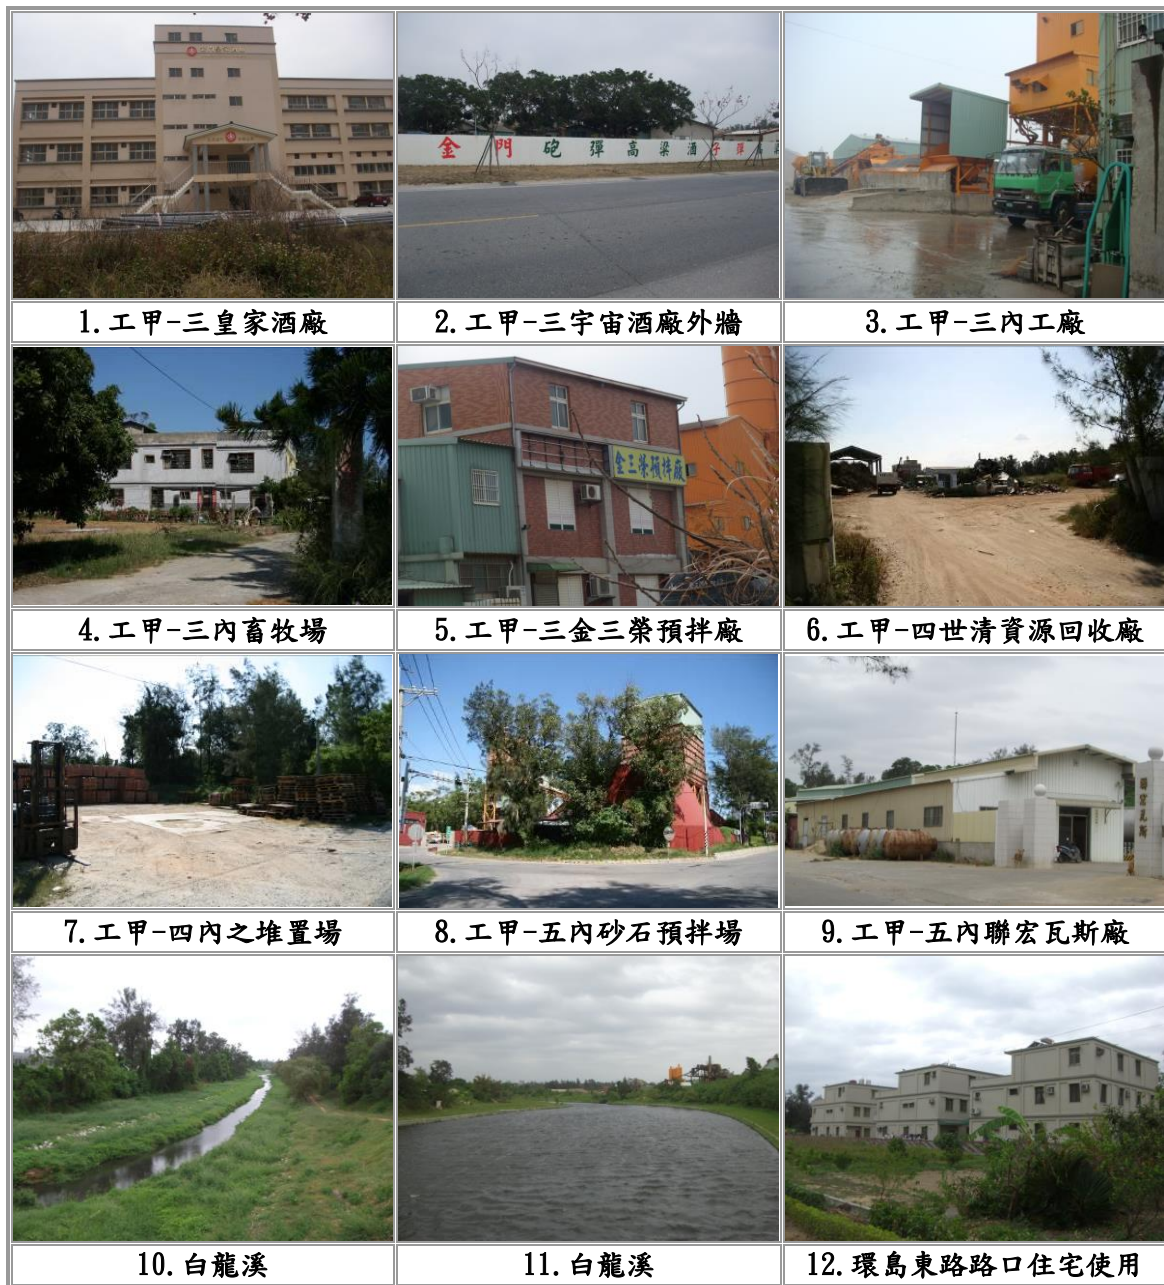 金門砲彈高粱酒
1.工甲-三皇家酒廠
2.工甲-三宇宙酒廠外牆
3.工甲-三內工廠
金三榮預拌廠
4.工甲-三內畜牧場
5.工甲-三金三榮預拌廠
6.工甲-四世清資源回收廠
聯宏瓦斯
7.工甲-四內之堆置場
8.工甲-五內砂石預拌場
9.工甲-五內聯宏瓦斯廠
10.白龍溪
11.白龍溪
12.環島東路路口住宅使用